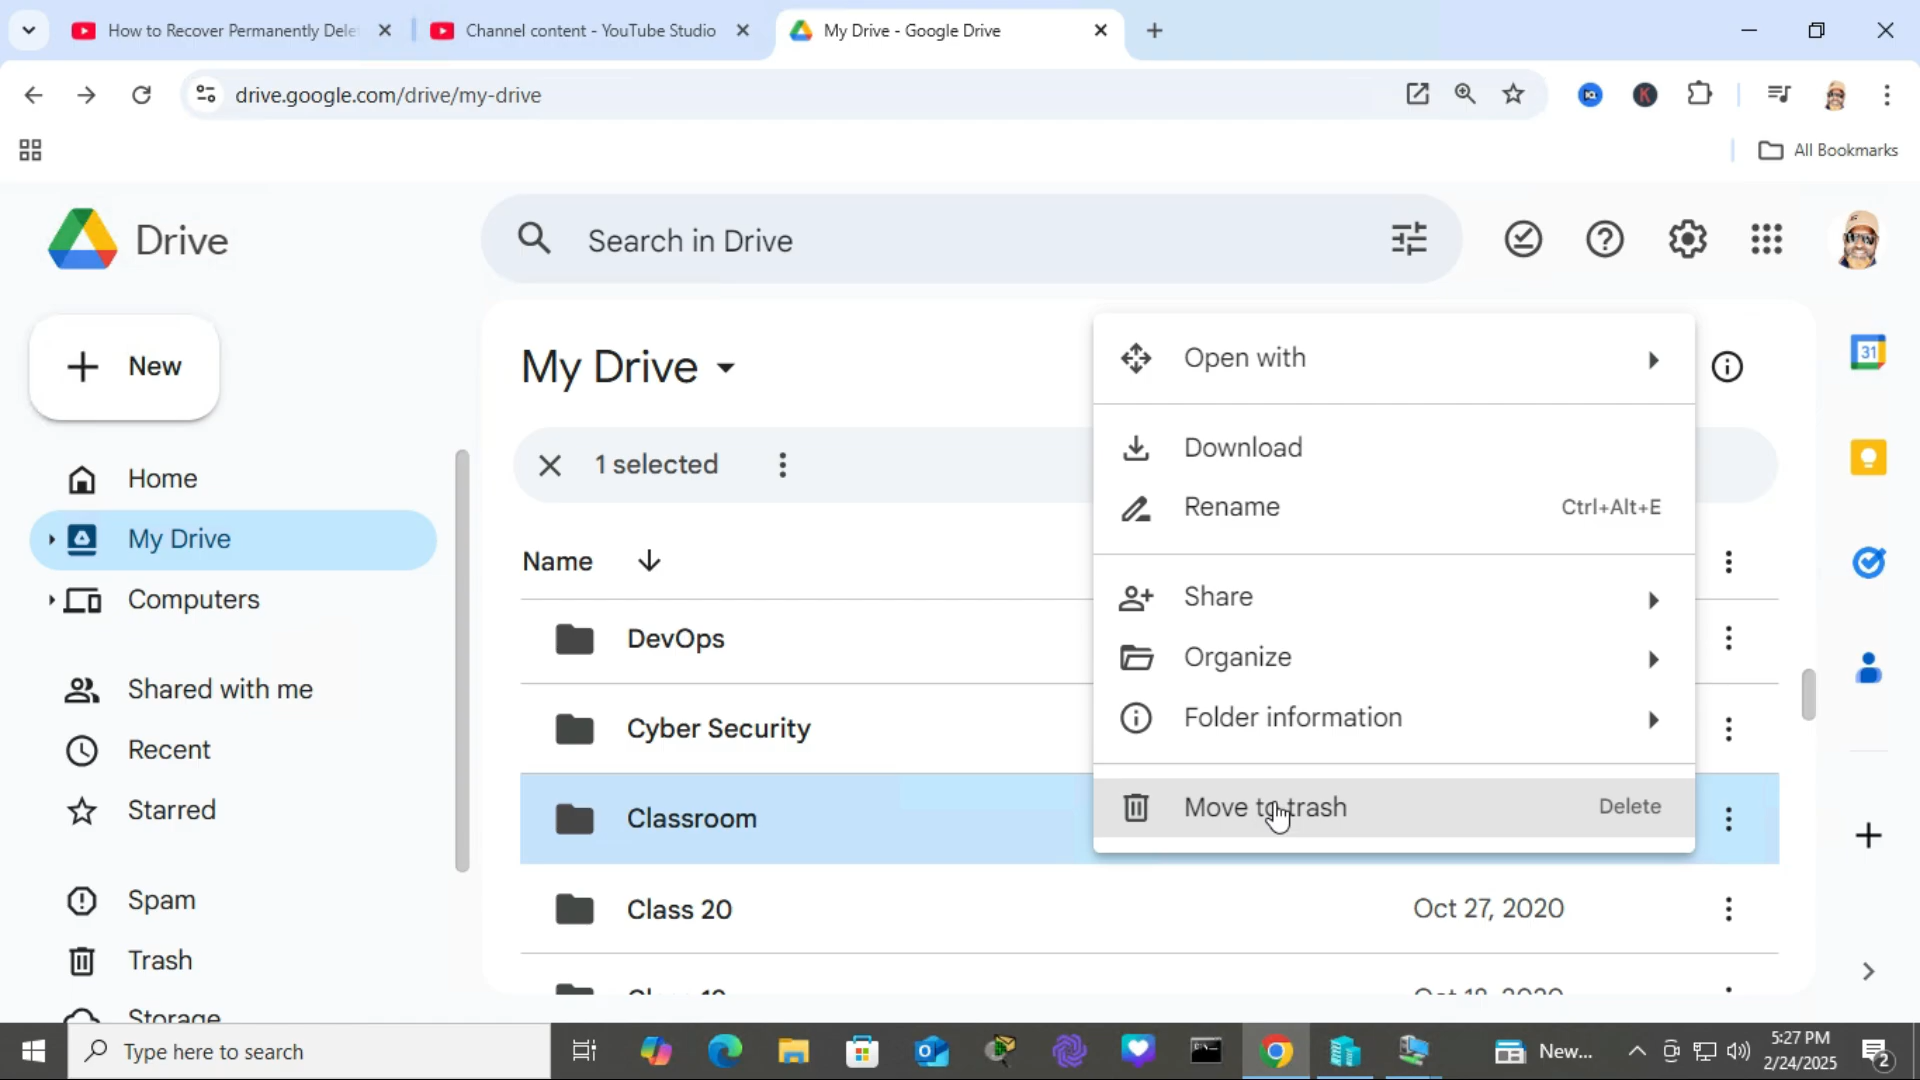 How to Recover Permanently Dele
Channel content - YouTube Studio
My Drive - Google Drive
drive.google.com/drive/my-drive
K
All Bookmarks
Drive
Search in Drive
New
My Drive
1 selected
Name
Home
My Drive
Computers
Shared with me
Recent
Starred
Spam
Trash
Storage
DevOps
Cyber Security
Classroom
Class 20
Oct 27, 2020
Open with
Download
Rename Ctrl+Alt+E
Share
Organize
Folder information
Move to trash Delete
31
Type here to search
New...
5:27 PM
2/24/2025
2